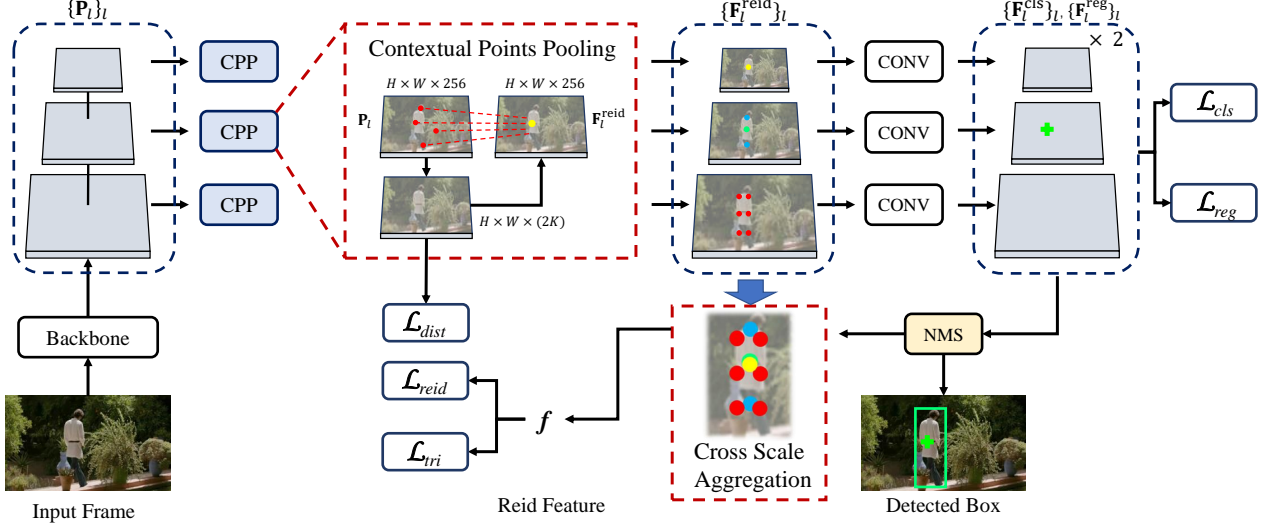 {P_l}_l
{F_l^reid}_l
{F_l^cls}_l, {F_l^reg}_l
× 2
CPP
CPP
CPP
Contextual Points Pooling
H × W × 256
H × W × 256
P_l
F_l^reid
H × W × (2K)
CONV
CONV
CONV
ℒ_cls
ℒ_reg
Backbone
ℒ_dist
ℒ_reid
ℒ_tri
f
NMS
Cross Scale
Aggregation
Input Frame
Reid Feature
Detected Box